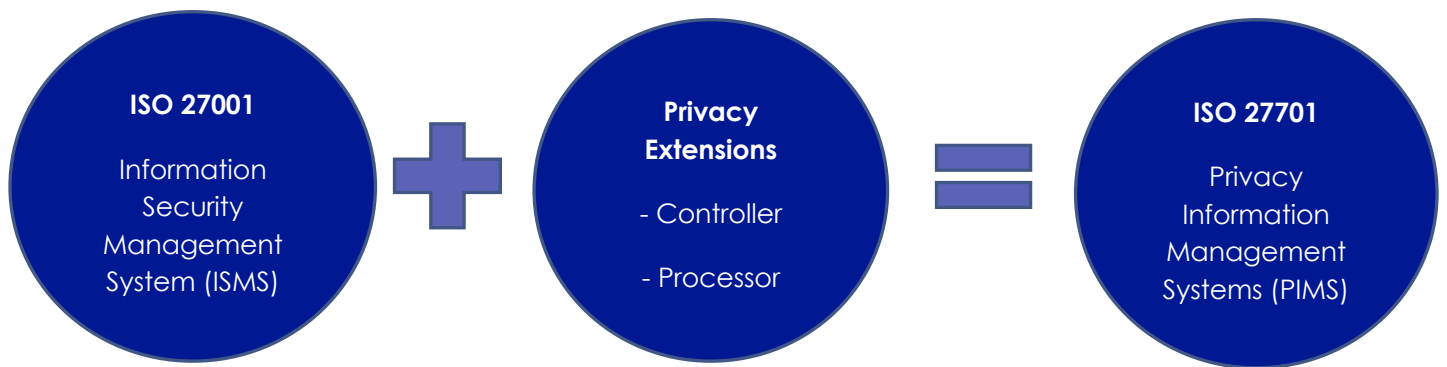 ISO 27001
Information
Security
Management
System (ISMS)
Privacy
Extensions
- Controller
- Processor
ISO 27701
Privacy
Information
Management
Systems (PIMS)